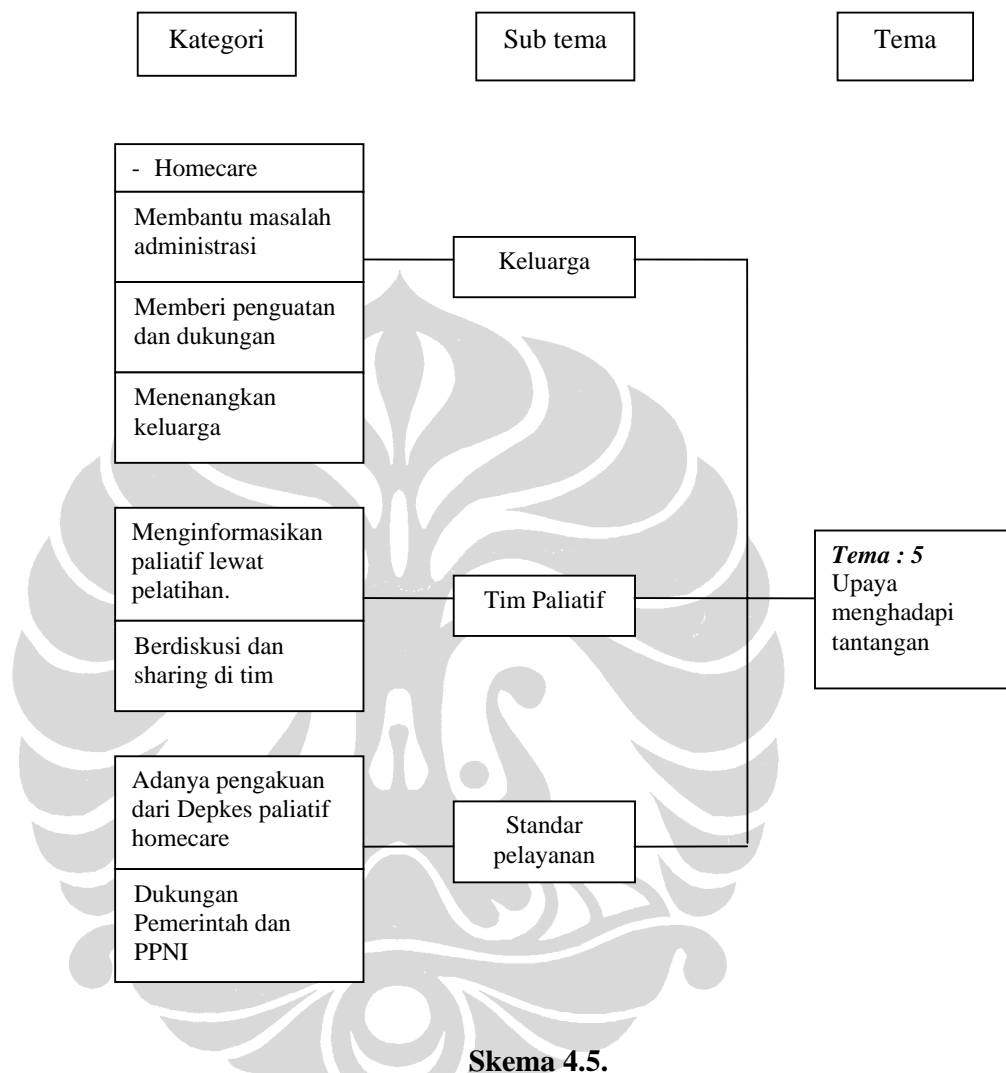 Kategori
Sub tema
Tema
- Homecare
Membantu masalah
administrasi
Memberi penguatan
dan dukungan
Menenangkan
keluarga
Keluarga
Menginformasikan
paliatif lewat
pelatihan.
Berdiskusi dan
sharing di tim
Tim Paliatif
Adanya pengakuan
dari Depkes paliatif
homecare
Dukungan
Pemerintah dan
PPNI
Standar
pelayanan
Tema : 5
Upaya
menghadapi
tantangan
Skema 4.5.